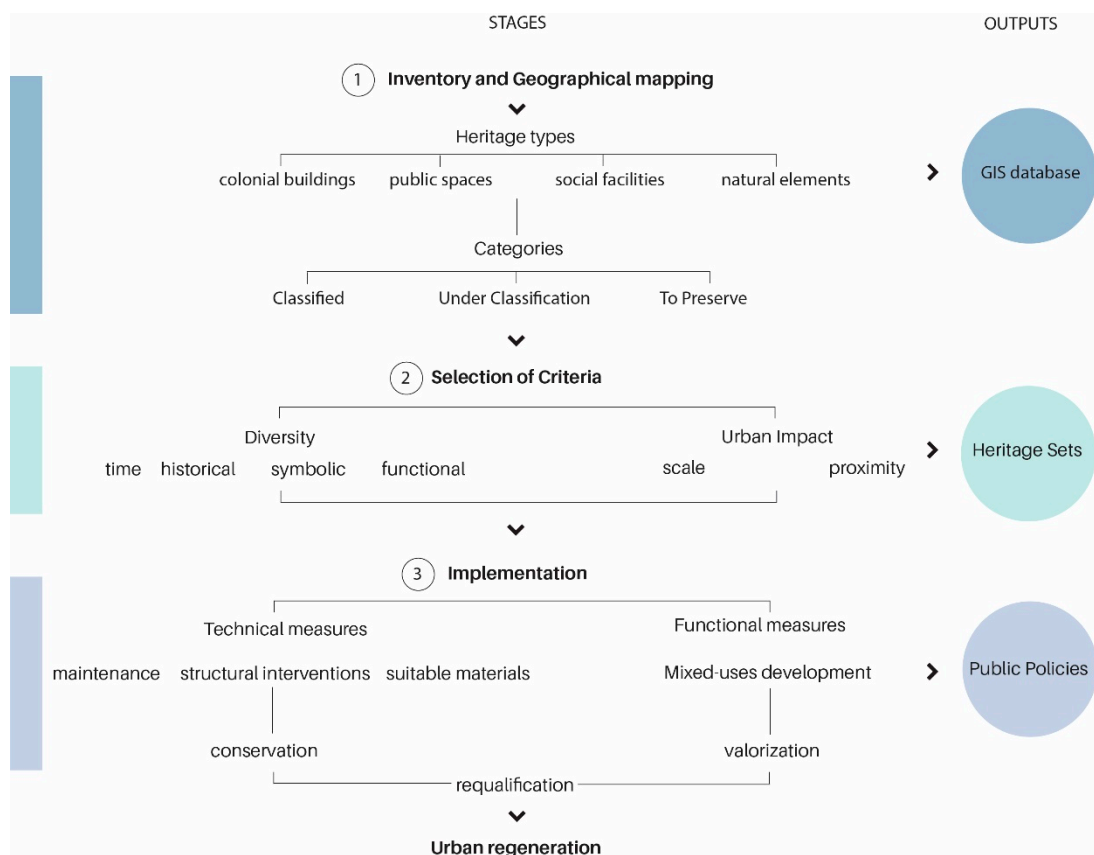 STAGES OUTPUTS
1 Inventory and Geographical mapping
Heritage types
colonial buildings public spaces social facilities natural elements
GIS database
Categories
Classified Under Classification To Preserve
2 Selection of Criteria
Diversity Urban Impact
time historical symbolic functional scale proximity
Heritage Sets
3 Implementation
Technical measures Functional measures
maintenance structural interventions suitable materials Mixed-uses development
Public Policies
conservation valorization
requalification
Urban regeneration